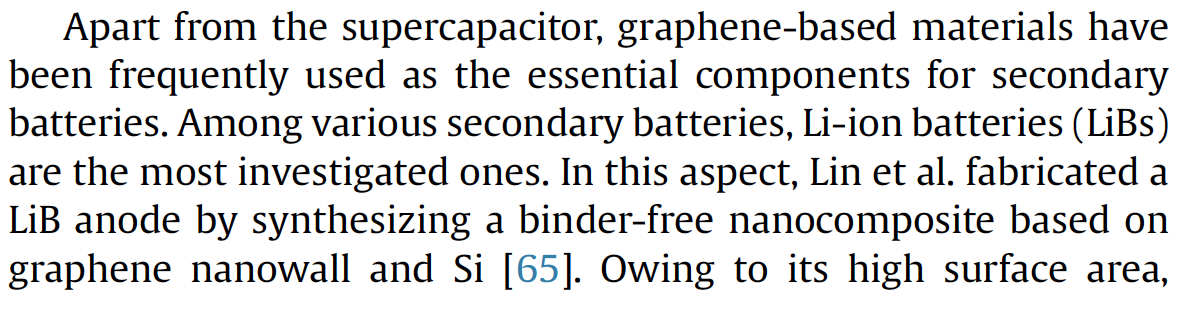 Apart from the supercapacitor, graphene-based materials have
been frequently used as the essential components for secondary
batteries. Among various secondary batteries, Li-ion batteries (LiBs)
are the most investigated ones. In this aspect, Lin et al. fabricated a
LiB anode by synthesizing a binder-free nanocomposite based on
graphene nanowall and Si [65]. Owing to its high surface area,